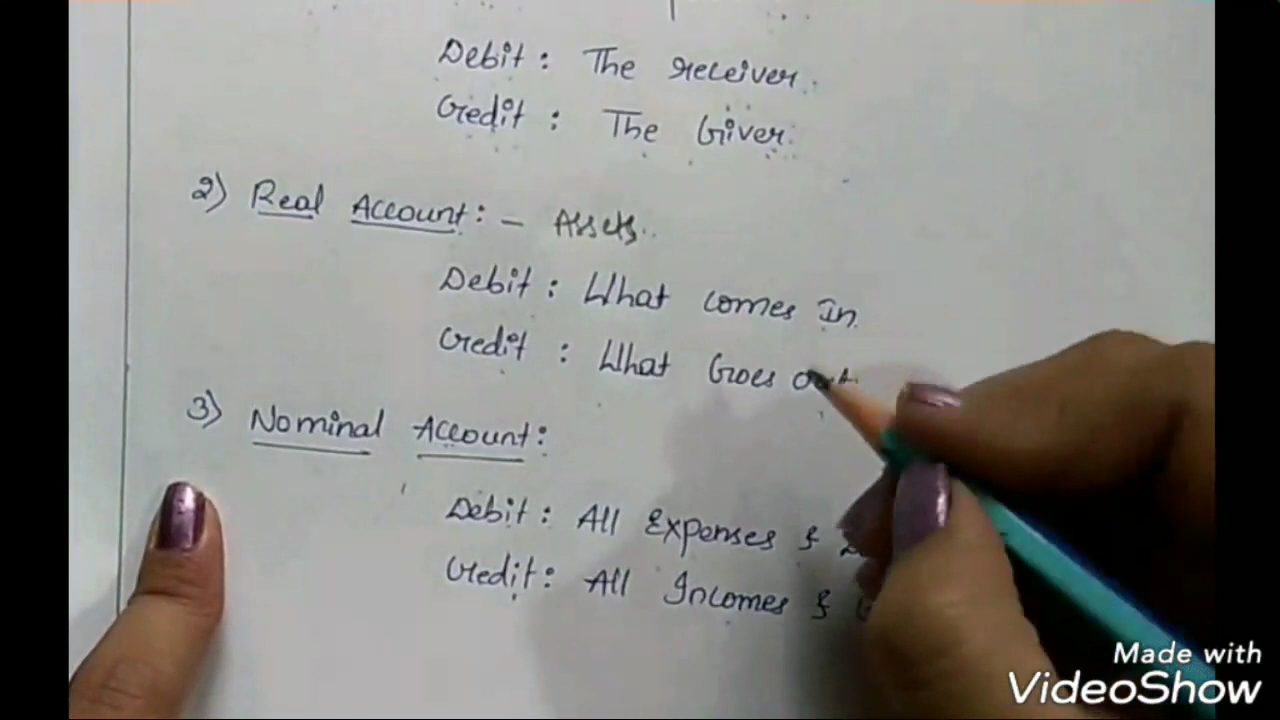 Debit : The receiver.
Credit : The Giver.
2) Real Account : - Assets..
Debit : What comes In.
Credit : What Goes out.
3) Nominal Account :
Debit : All Expenses &
Credit : All Incomes &
Made with
VideoShow